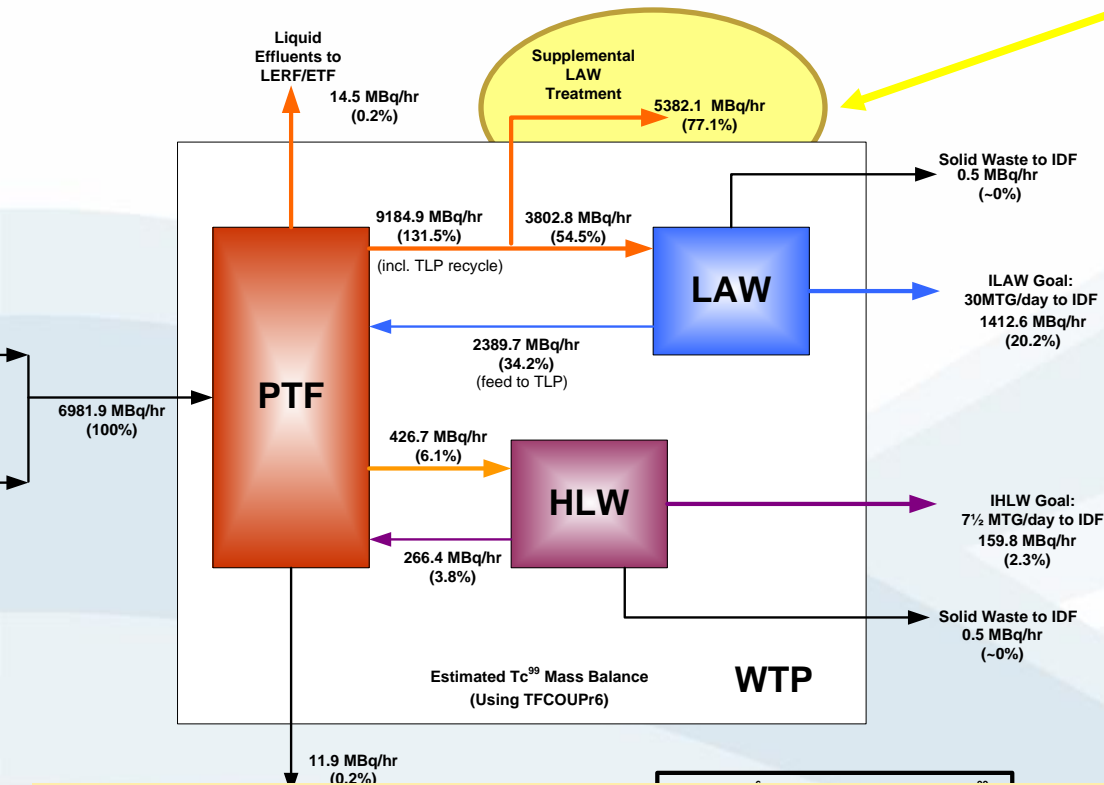 Liquid
Effluents to
LERF/ETF
14.5 MBq/hr
(0.2%)
Supplemental
LAW
Treatment
5382.1 MBq/hr
(77.1%)
Solid Waste to IDF
0.5 MBq/hr
(~0%)
9184.9 MBq/hr
(131.5%)
(incl. TLP recycle)
3802.8 MBq/hr
(54.5%)
LAW
ILAW Goal:
30MTG/day to IDF
1412.6 MBq/hr
(20.2%)
2389.7 MBq/hr
(34.2%)
(feed to TLP)
PTF
6981.9 MBq/hr
(100%)
426.7 MBq/hr
(6.1%)
HLW
IHLW Goal:
7½ MTG/day to IDF
159.8 MBq/hr
(2.3%)
266.4 MBq/hr
(3.8%)
Solid Waste to IDF
0.5 MBq/hr
(~0%)
Estimated Tc⁹⁹ Mass Balance
(Using TFCOUPr6)
WTP
11.9 MBq/hr
(0.2%)